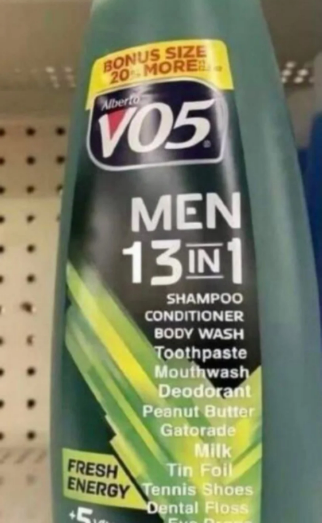 BONUS SIZE
20% MORE
Alberto
VO5
MEN
13 IN 1
SHAMPOO
CONDITIONER
BODY WASH
Toothpaste
Mouthwash
Deodorant
Peanut Butter
Gatorade
Milk
Tin Foil
FRESH
ENERGY
Tennis Shoes
Dental Floss
+5